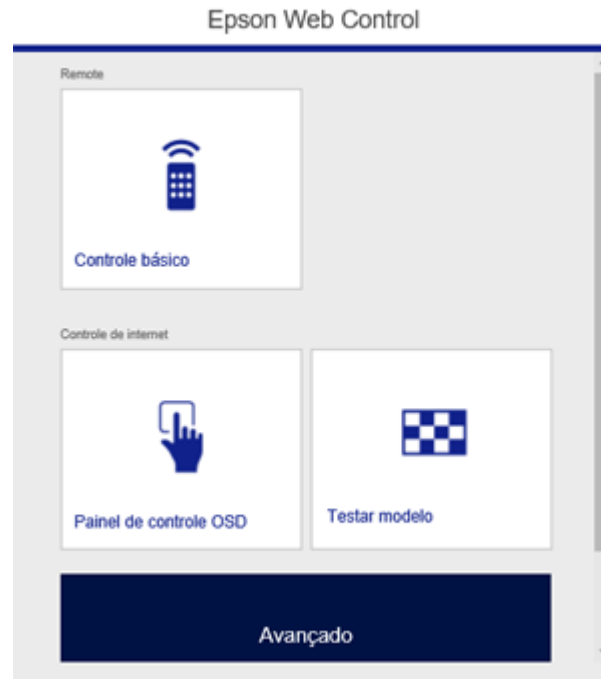 Epson Web Control
Remote
Controle básico
Controle de internet
Painel de controle OSD
Testar modelo
Avançado